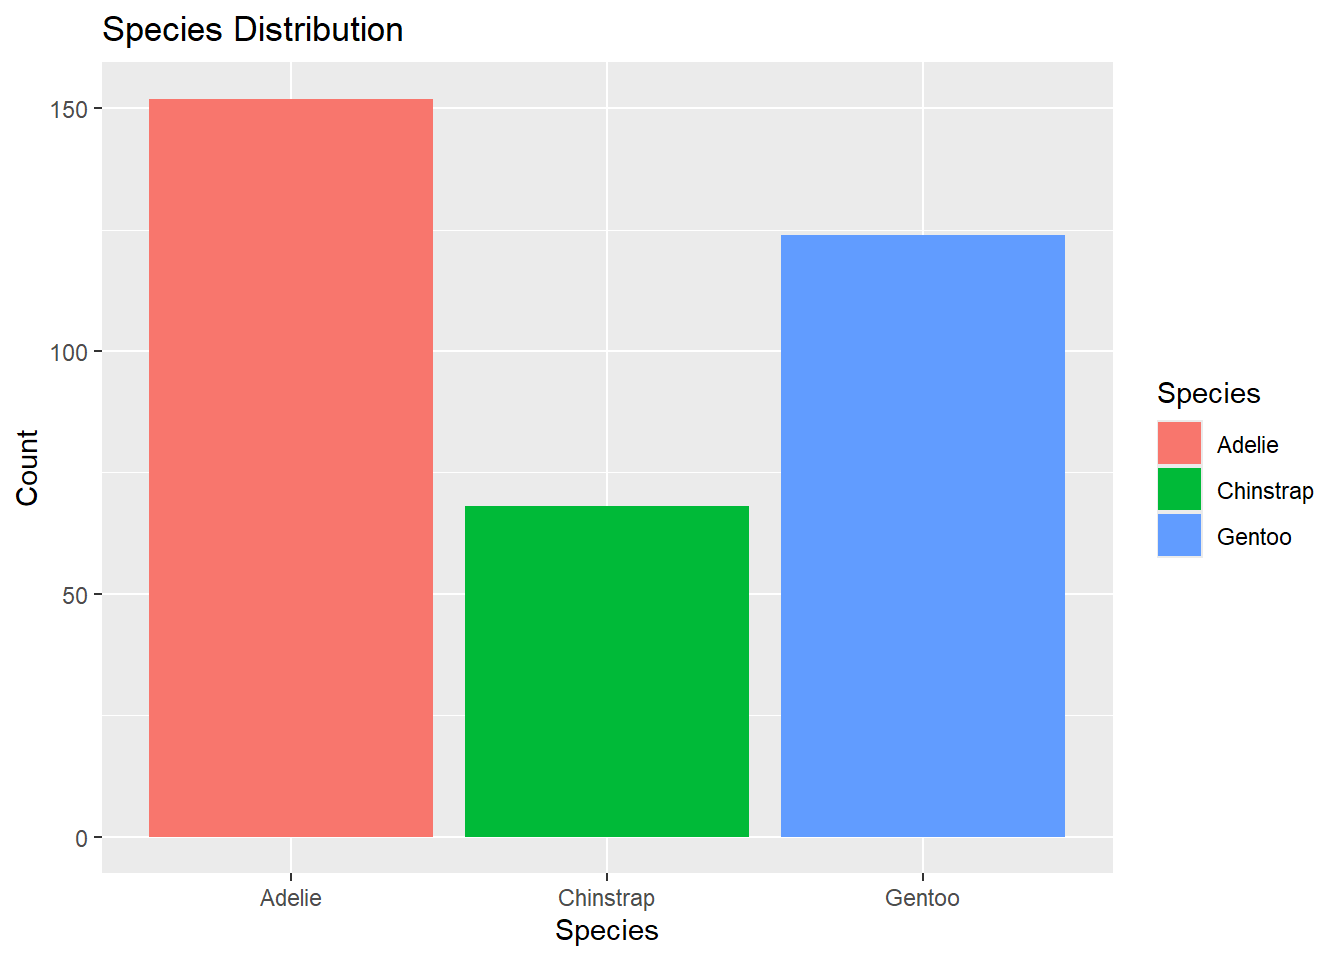 Species Distribution
150
100
50
0
Count
Adelie Chinstrap Gentoo
Species
Species
Adelie
Chinstrap
Gentoo